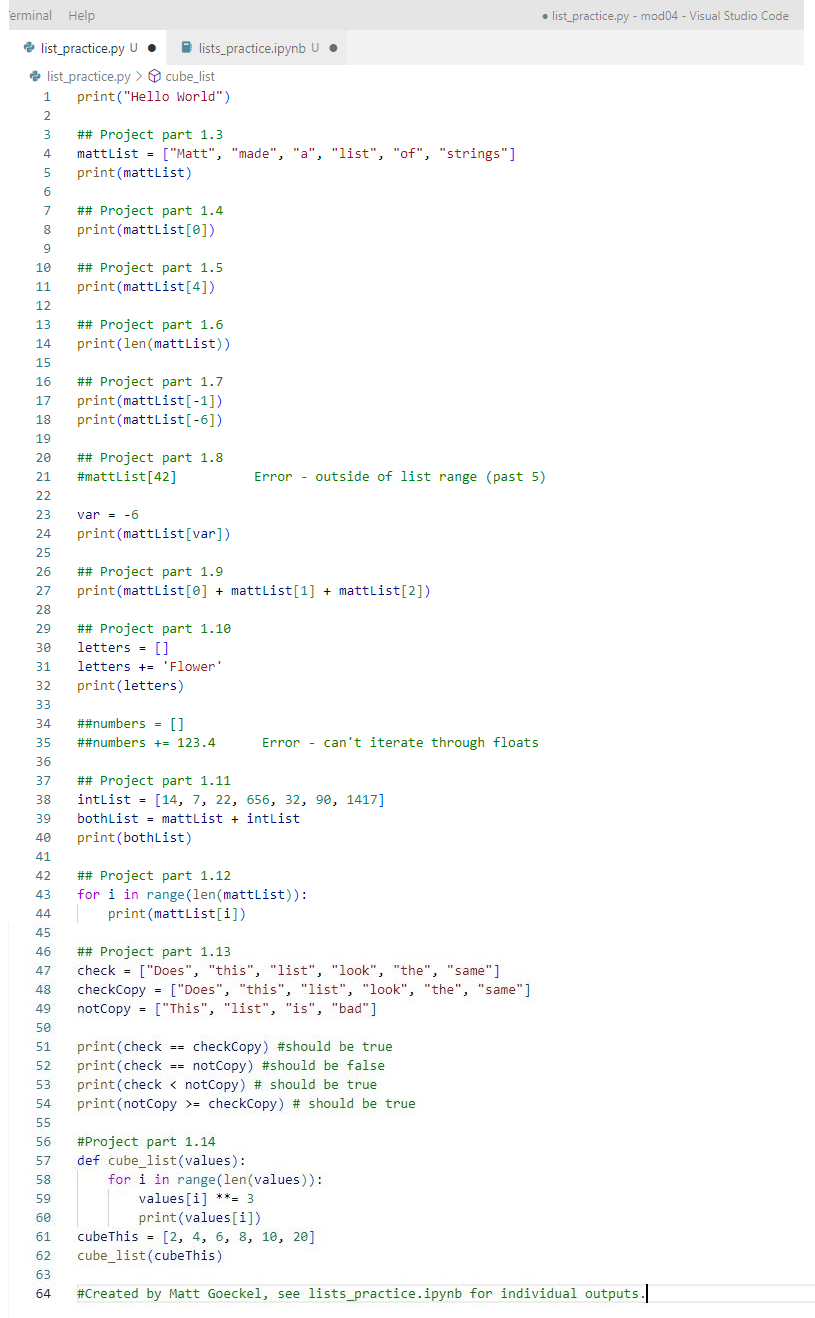 Terminal Help ● list_practice.py - mod04 - Visual Studio Code
list_practice.py U ● lists_practice.ipynb U ●
list_practice.py > cube_list
1 print("Hello World")
2
3 ## Project part 1.3
4 mattList = ["Matt", "made", "a", "list", "of", "strings"]
5 print(mattList)
6
7 ## Project part 1.4
8 print(mattList[0])
9
10 ## Project part 1.5
11 print(mattList[4])
12
13 ## Project part 1.6
14 print(len(mattList))
15
16 ## Project part 1.7
17 print(mattList[-1])
18 print(mattList[-6])
19
20 ## Project part 1.8
21 #mattList[42]          Error - outside of list range (past 5)
22
23 var = -6
24 print(mattList[var])
25
26 ## Project part 1.9
27 print(mattList[0] + mattList[1] + mattList[2])
28
29 ## Project part 1.10
30 letters = []
31 letters += 'Flower'
32 print(letters)
33
34 ##numbers = []
35 ##numbers += 123.4      Error - can't iterate through floats
36
37 ## Project part 1.11
38 intList = [14, 7, 22, 656, 32, 90, 1417]
39 bothList = mattList + intList
40 print(bothList)
41
42 ## Project part 1.12
43 for i in range(len(mattList)):
44     print(mattList[i])
45
46 ## Project part 1.13
47 check = ["Does", "this", "list", "look", "the", "same"]
48 checkCopy = ["Does", "this", "list", "look", "the", "same"]
49 notCopy = ["This", "list", "is", "bad"]
50
51 print(check == checkCopy) #should be true
52 print(check == notCopy) #should be false
53 print(check < notCopy) # should be true
54 print(notCopy >= checkCopy) # should be true
55
56 #Project part 1.14
57 def cube_list(values):
58     for i in range(len(values)):
59         values[i] **= 3
60         print(values[i])
61 cubeThis = [2, 4, 6, 8, 10, 20]
62 cube_list(cubeThis)
63
64 #Created by Matt Goeckel, see lists_practice.ipynb for individual outputs.